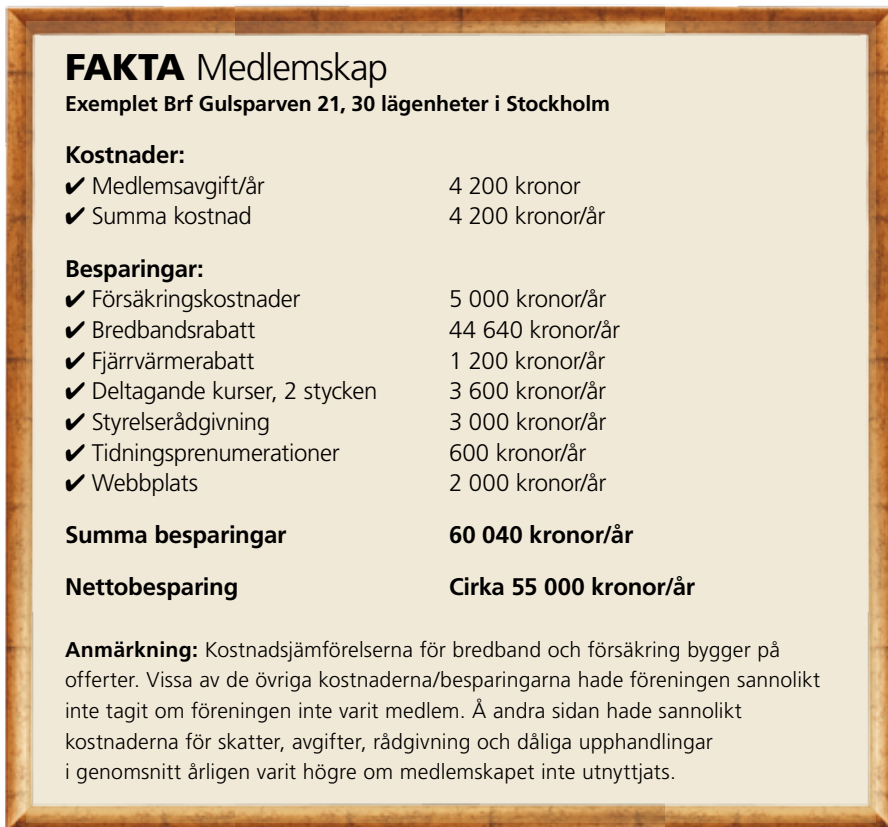 FAKTA Medlemskap
Exemplet Brf Gulsparven 21, 30 lägenheter i Stockholm
Kostnader:
✔ Medlemsavgift/år 4 200 kronor
✔ Summa kostnad 4 200 kronor/år
Besparingar:
✔ Försäkringskostnader 5 000 kronor/år
✔ Bredbandsrabatt 44 640 kronor/år
✔ Fjärrvärmerabatt 1 200 kronor/år
✔ Deltagande kurser, 2 stycken 3 600 kronor/år
✔ Styrelserådgivning 3 000 kronor/år
✔ Tidningsprenumerationer 600 kronor/år
✔ Webbplats 2 000 kronor/år
Summa besparingar 60 040 kronor/år
Nettobesparing Cirka 55 000 kronor/år
Anmärkning: Kostnadsjämförelserna för bredband och försäkring bygger på
offerter. Vissa av de övriga kostnaderna/besparingarna hade föreningen sannolikt
inte tagit om föreningen inte varit medlem. Å andra sidan hade sannolikt
kostnaderna för skatter, avgifter, rådgivning och dåliga upphandlingar
i genomsnitt årligen varit högre om medlemskapet inte utnyttjats.